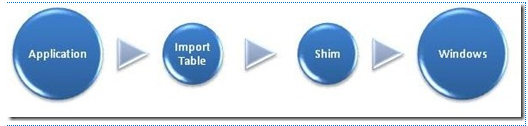 Application
Import
Table
Shim
Windows